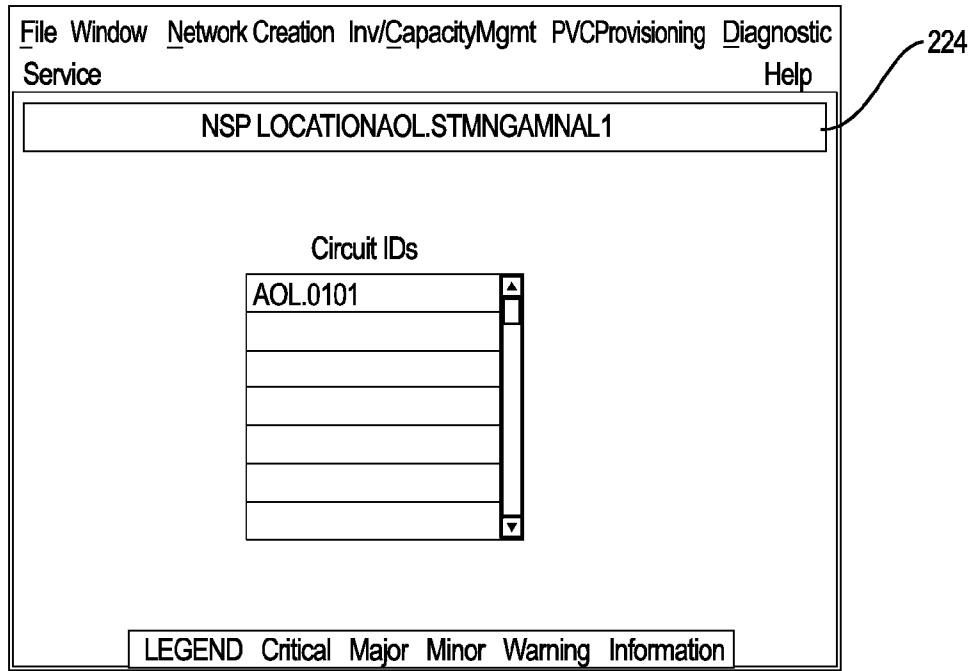 File Window Network Creation Inv/CapacityMgmt PVCProvisioning Diagnostic
Service Help
224
NSP LOCATIONAOL.STMNGAMNAL1
Circuit IDs
AOL.0101
LEGEND Critical Major Minor Warning Information